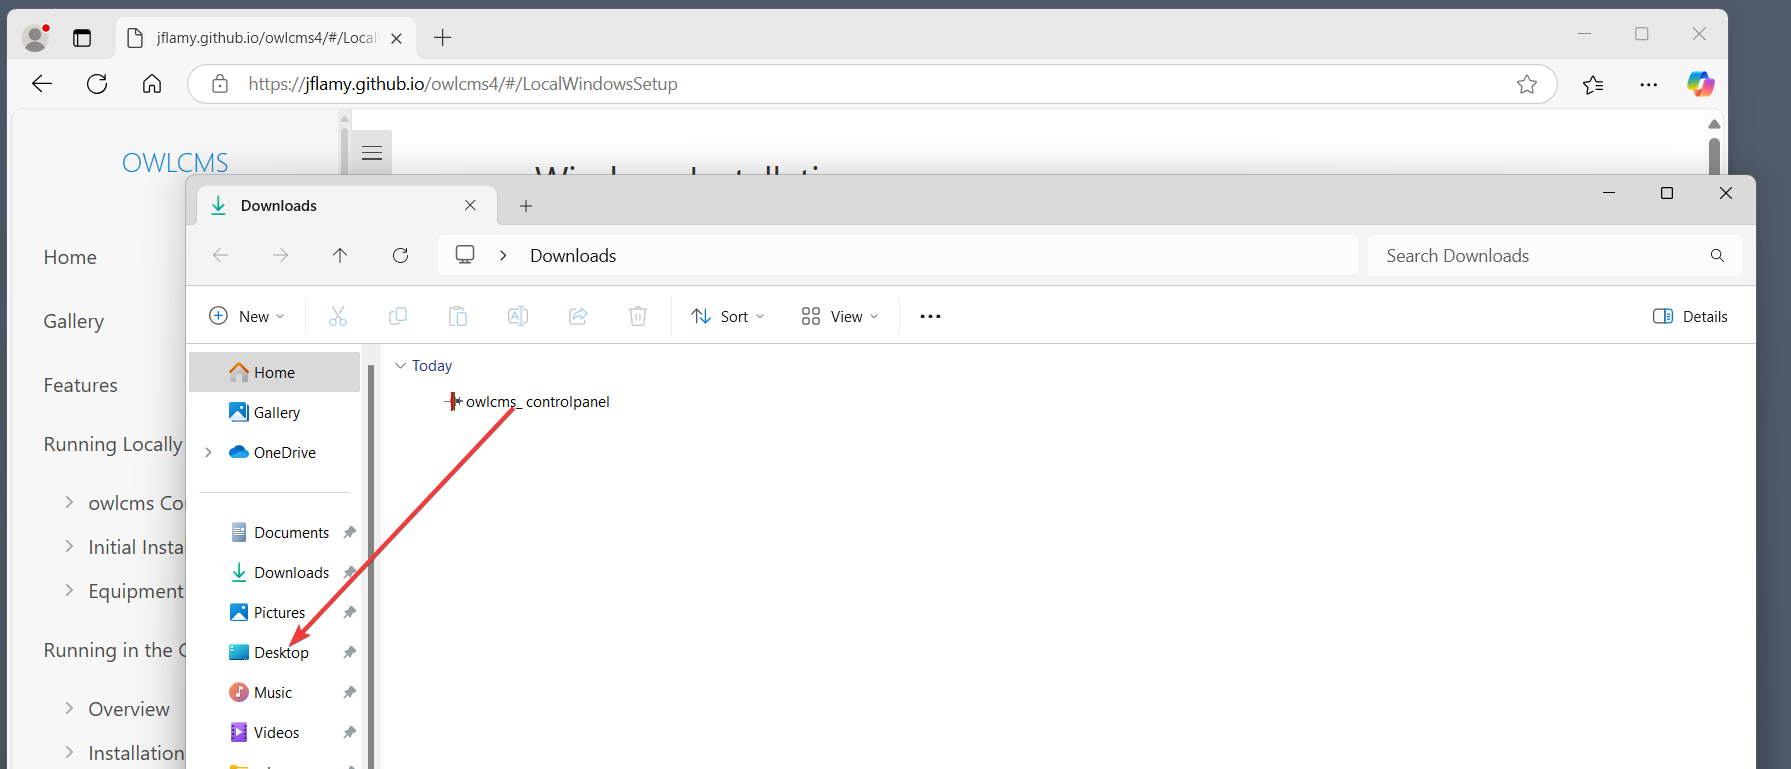 jflamy.github.io/owlcms4/#/Local
https://jflamy.github.io/owlcms4/#/LocalWindowsSetup
OWLCMS
Home
Gallery
Features
Running Locally
owlcms Co
Initial Insta
Equipment
Running in the
Overview
Installation
Downloads
Downloads
Search Downloads
New
Sort
View
Details
Home
Gallery
OneDrive
Documents
Downloads
Pictures
Desktop
Music
Videos
Today
owlcms_ controlpanel